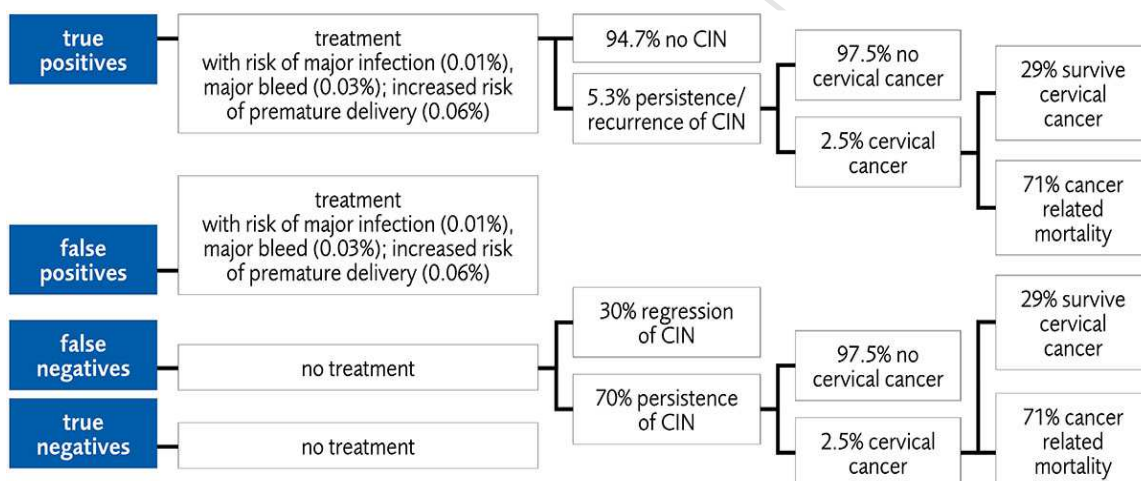 true
positives
treatment
with risk of major infection (0.01%),
major bleed (0.03%); increased risk
of premature delivery (0.06%)
94.7% no CIN
5.3% persistence/
recurrence of CIN
97.5% no
cervical cancer
2.5% cervical
cancer
29% survive
cervical
cancer
71% cancer
related
mortality
false
positives
treatment
with risk of major infection (0.01%),
major bleed (0.03%); increased risk
of premature delivery (0.06%)
false
negatives
no treatment
30% regression
of CIN
70% persistence
of CIN
97.5% no
cervical cancer
2.5% cervical
cancer
29% survive
cervical
cancer
71% cancer
related
mortality
true
negatives
no treatment